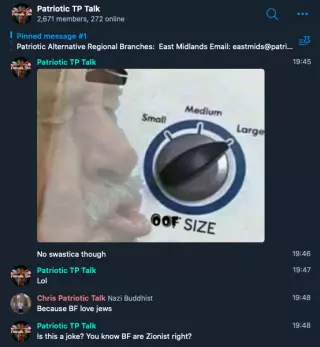 Patriotic TP Talk
2,671 members, 272 online
Pinned message #1
Patriotic Alternative Regional Branches: East Midlands Email: eastmids@patri...
Patriotic TP Talk 19:45
Small
Medium
Large
OOF SIZE
No swastica though 19:46
Patriotic TP Talk 19:47
Lol
Chris Patriotic Talk Nazi Buddhist 19:48
Because BF love jews
Patriotic TP Talk 19:48
Is this a joke? You know BF are Zionist right?